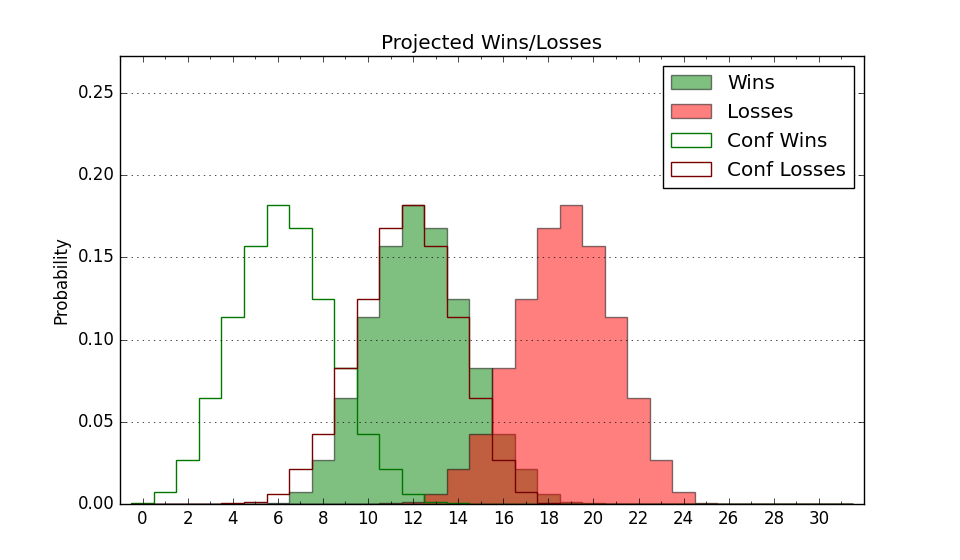 Projected Wins/Losses
Wins
Losses
Conf Wins
Conf Losses
Probability
0.25
0.20
0.15
0.10
0.05
0.00
0 2 4 6 8 10 12 14 16 18 20 22 24 26 28 30